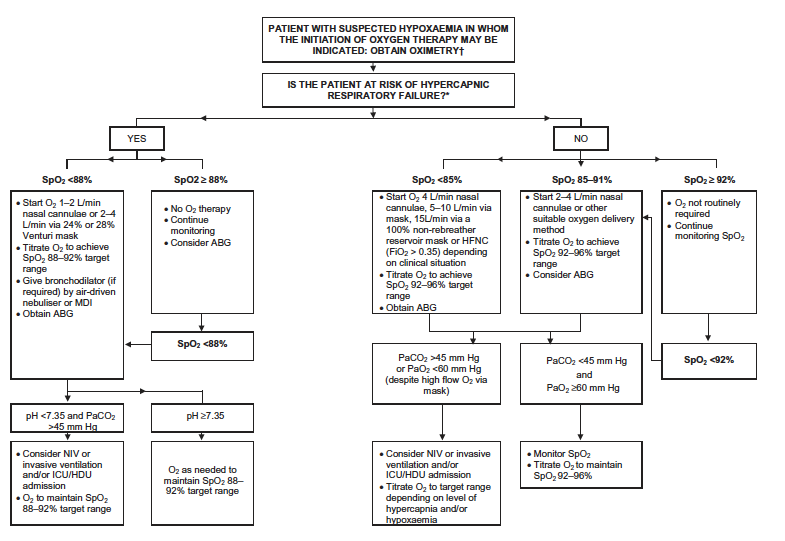 PATIENT WITH SUSPECTED HYPOXAEMIA IN WHOM
THE INITIATION OF OXYGEN THERAPY MAY BE
INDICATED: OBTAIN OXIMETRY†
IS THE PATIENT AT RISK OF HYPERCAPNIC
RESPIRATORY FAILURE?*
YES
NO
SpO₂ <88%
SpO2 ≥ 88%
SpO₂ <85%
SpO₂ 85–91%
SpO₂ ≥ 92%
• Start O₂ 1–2 L/min
nasal cannulae or 2–4
L/min via 24% or 28%
Venturi mask
• Titrate O₂ to achieve
SpO₂ 88–92% target
range
• Give bronchodilator (if
required) by air-driven
nebuliser or MDI
• Obtain ABG
• No O₂ therapy
• Continue
monitoring
• Consider ABG
• Start O₂ 4 L/min nasal
cannulae, 5–10 L/min via
mask, 15L/min via a
100% non-rebreather
reservoir mask or HFNC
(FiO₂ > 0.35) depending
on clinical situation
• Titrate O₂ to achieve
SpO₂ 92–96% target
range
• Obtain ABG
• Start 2–4 L/min nasal
cannulae or other
suitable oxygen delivery
method
• Titrate O₂ to achieve
SpO₂ 92–96% target
range
• Consider ABG
• O₂ not routinely
required
• Continue
monitoring SpO₂
SpO₂ <88%
PaCO₂ >45 mm Hg
or PaO₂ <60 mm Hg
(despite high flow O₂ via
mask)
PaCO₂ <45 mm Hg
and
PaO₂ ≥60 mm Hg
SpO₂ <92%
pH <7.35 and PaCO₂
>45 mm Hg
pH ≥7.35
• Consider NIV or
invasive ventilation
and/or ICU/HDU
admission
• O₂ to maintain SpO₂
88–92% target range
O₂ as needed to
maintain SpO₂ 88–
92% target range
• Consider NIV or invasive
ventilation and/or
ICU/HDU admission
• Titrate O₂ to target range
depending on level of
hypercapnia and/or
hypoxaemia
• Monitor SpO₂
• Titrate O₂ to maintain
SpO₂ 92–96%